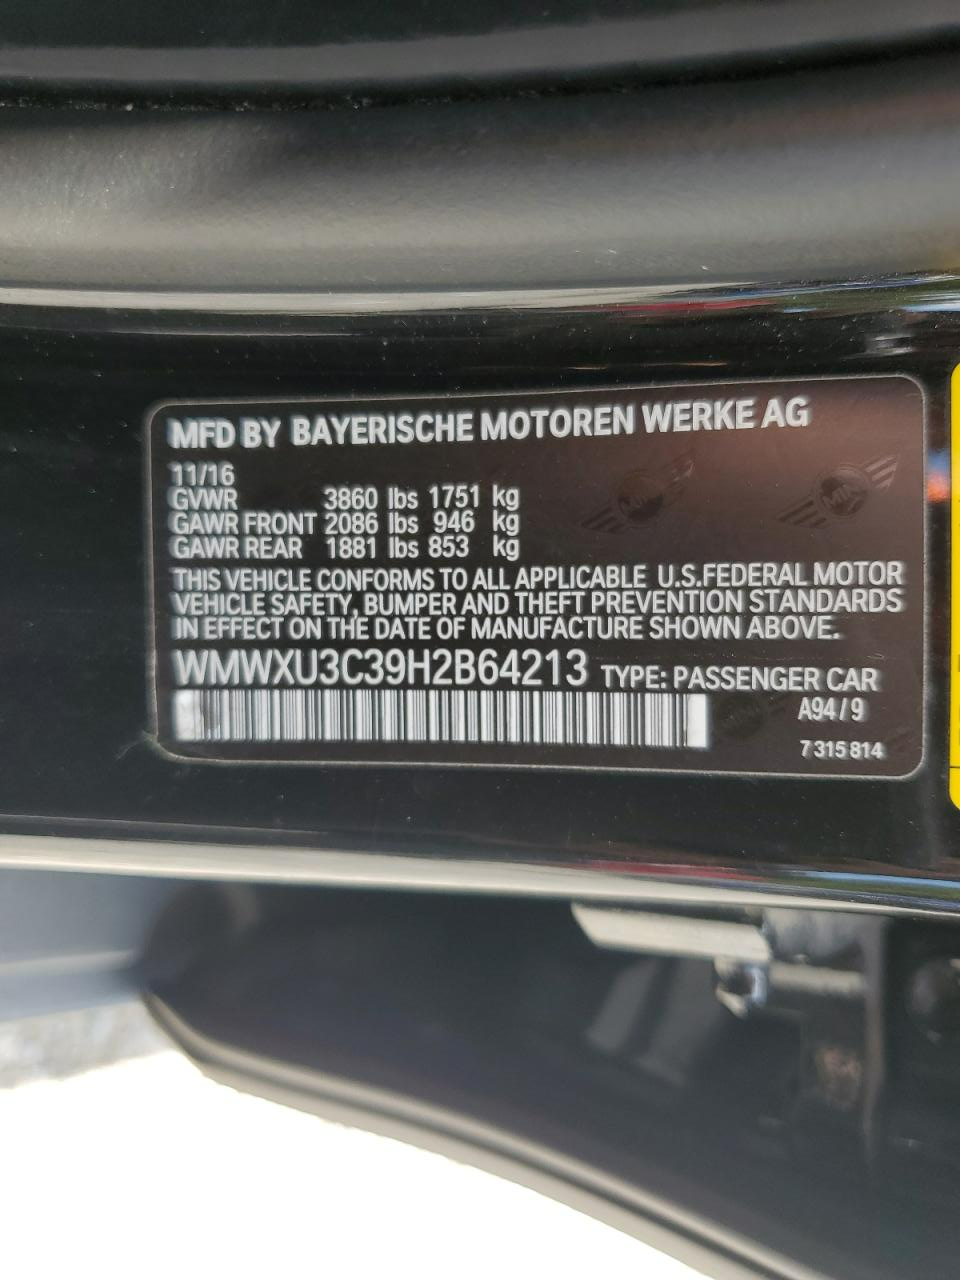 MFD BY BAYERISCHE MOTOREN WERKE AG
11/16
GVWR 3860 lbs 1751 kg
GAWR FRONT 2086 lbs 946 kg
GAWR REAR 1881 lbs 853 kg
THIS VEHICLE CONFORMS TO ALL APPLICABLE U.S.FEDERAL MOTOR
VEHICLE SAFETY, BUMPER AND THEFT PREVENTION STANDARDS
IN EFFECT ON THE DATE OF MANUFACTURE SHOWN ABOVE.
WMWXU3C39H2B64213 TYPE: PASSENGER CAR
A94/9
7 315 814